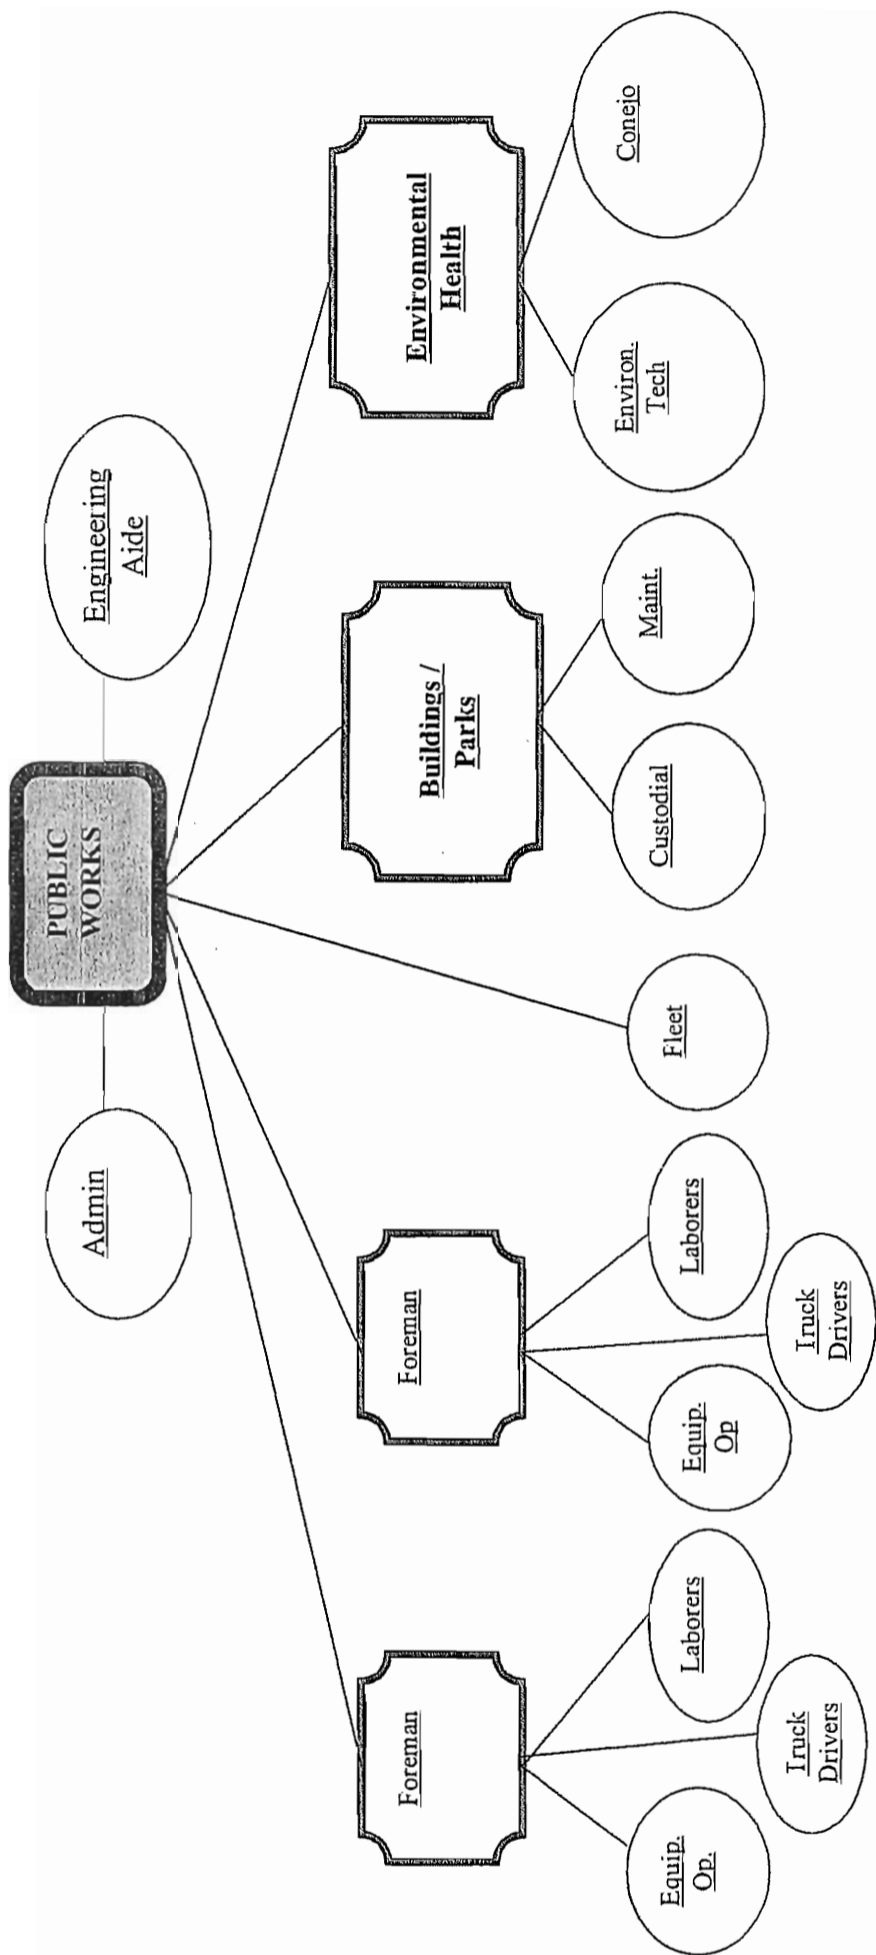 PUBLIC
WORKS
Admin
Engineering
Aide
Foreman
Foreman
Buildings /
Parks
Environmental
Health
Equip.
Op.
Truck
Drivers
Laborers
Equip.
Op
Truck
Drivers
Laborers
Fleet
Custodial
Maint.
Environ.
Tech
Conejo